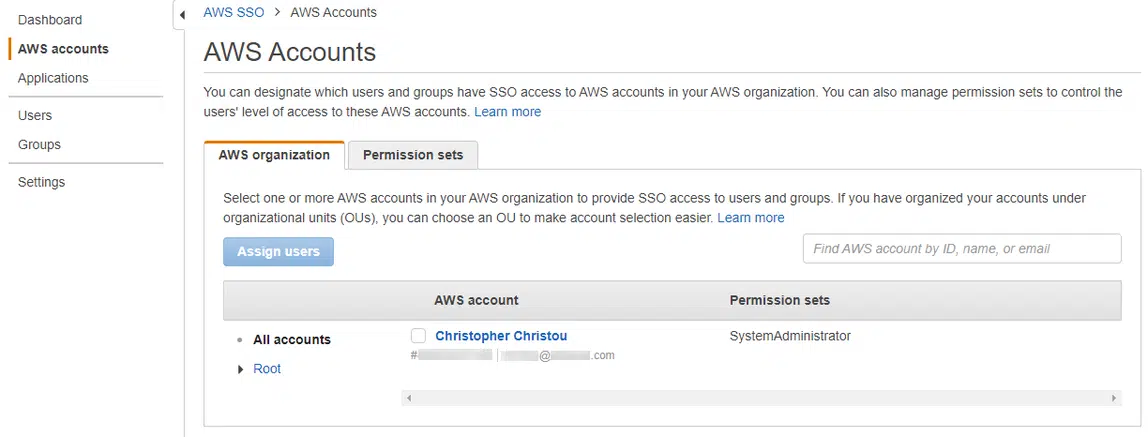 Dashboard
AWS accounts
Applications
Users
Groups
Settings
AWS SSO > AWS Accounts
AWS Accounts
You can designate which users and groups have SSO access to AWS accounts in your AWS organization. You can also manage permission sets to control the
users' level of access to these AWS accounts. Learn more
AWS organization
Permission sets
Select one or more AWS accounts in your AWS organization to provide SSO access to users and groups. If you have organized your accounts under
organizational units (OUs), you can choose an OU to make account selection easier. Learn more
Assign users
Find AWS account by ID, name, or email
AWS account Permission sets
All accounts
Christopher Christou SystemAdministrator
# | @ .com
Root